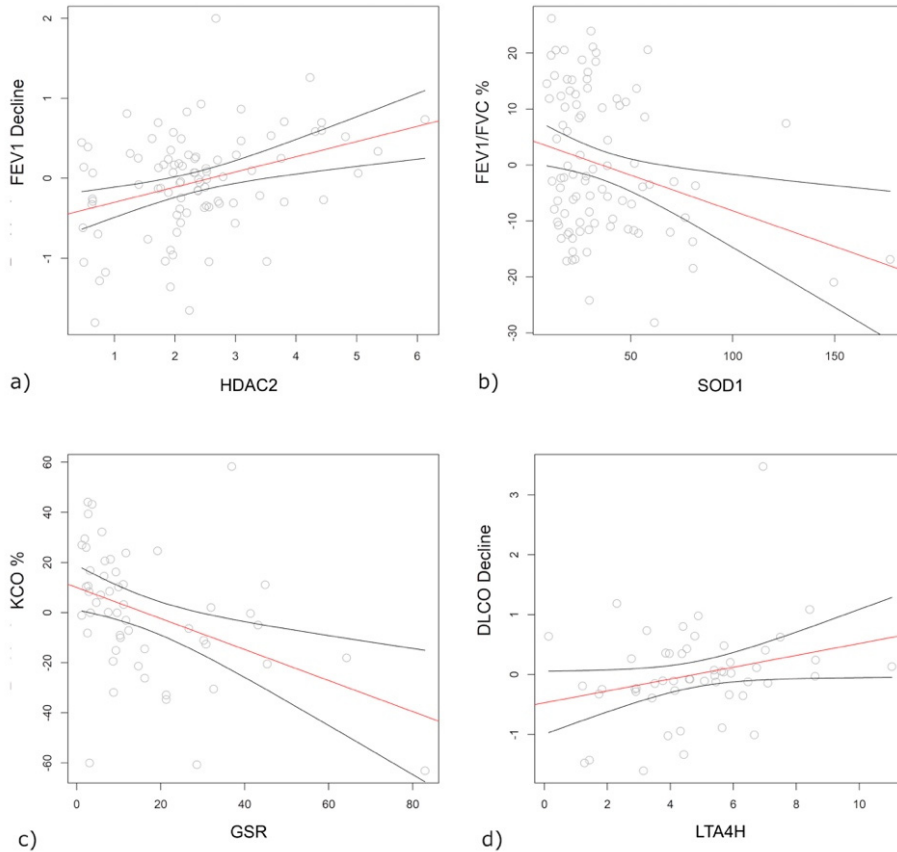 2
1
0
-1
FEV1 Decline
1 2 3 4 5 6
a) HDAC2
20
10
0
-10
-20
-30
FEV1/FVC %
50 100 150
b) SOD1
60
40
20
0
-20
-40
-60
KCO %
0 20 40 60 80
c) GSR
3
2
1
0
-1
DLCO Decline
0 2 4 6 8 10
d) LTA4H